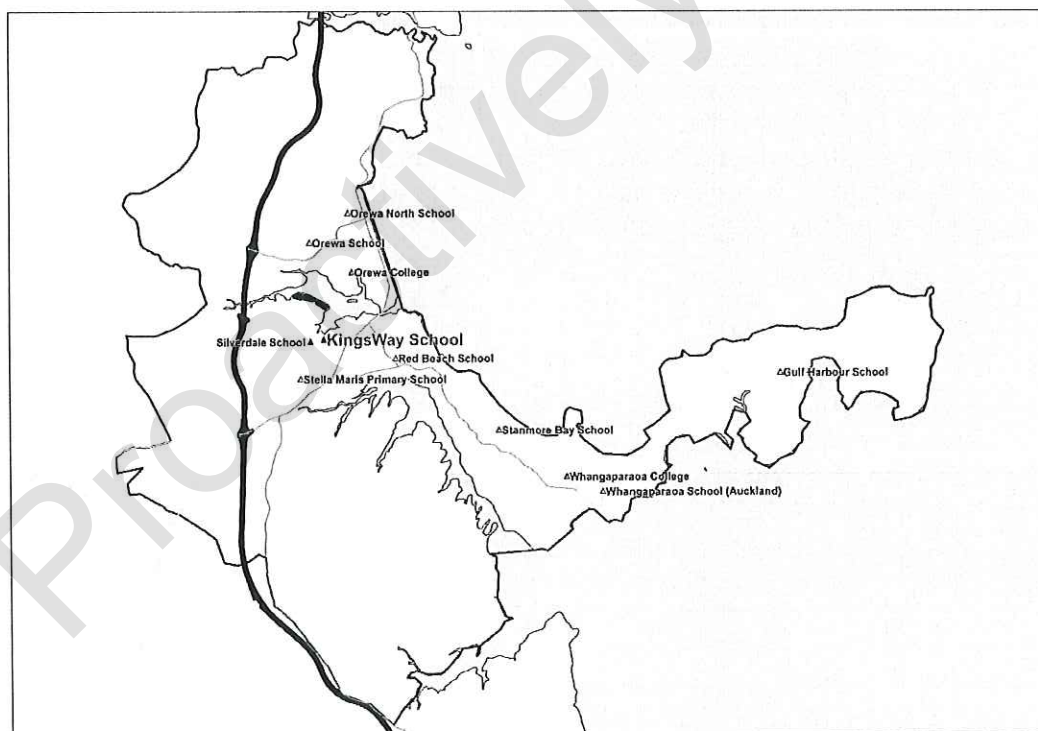 Proactively
Orewa North School
Orewa School
Orewa College
Silverdale School
KingsWay School
Red Beach School
Stella Maris Primary School
Gulf Harbour School
Stanmore Bay School
Whangaparaoa College
Whangaparaoa School (Auckland)